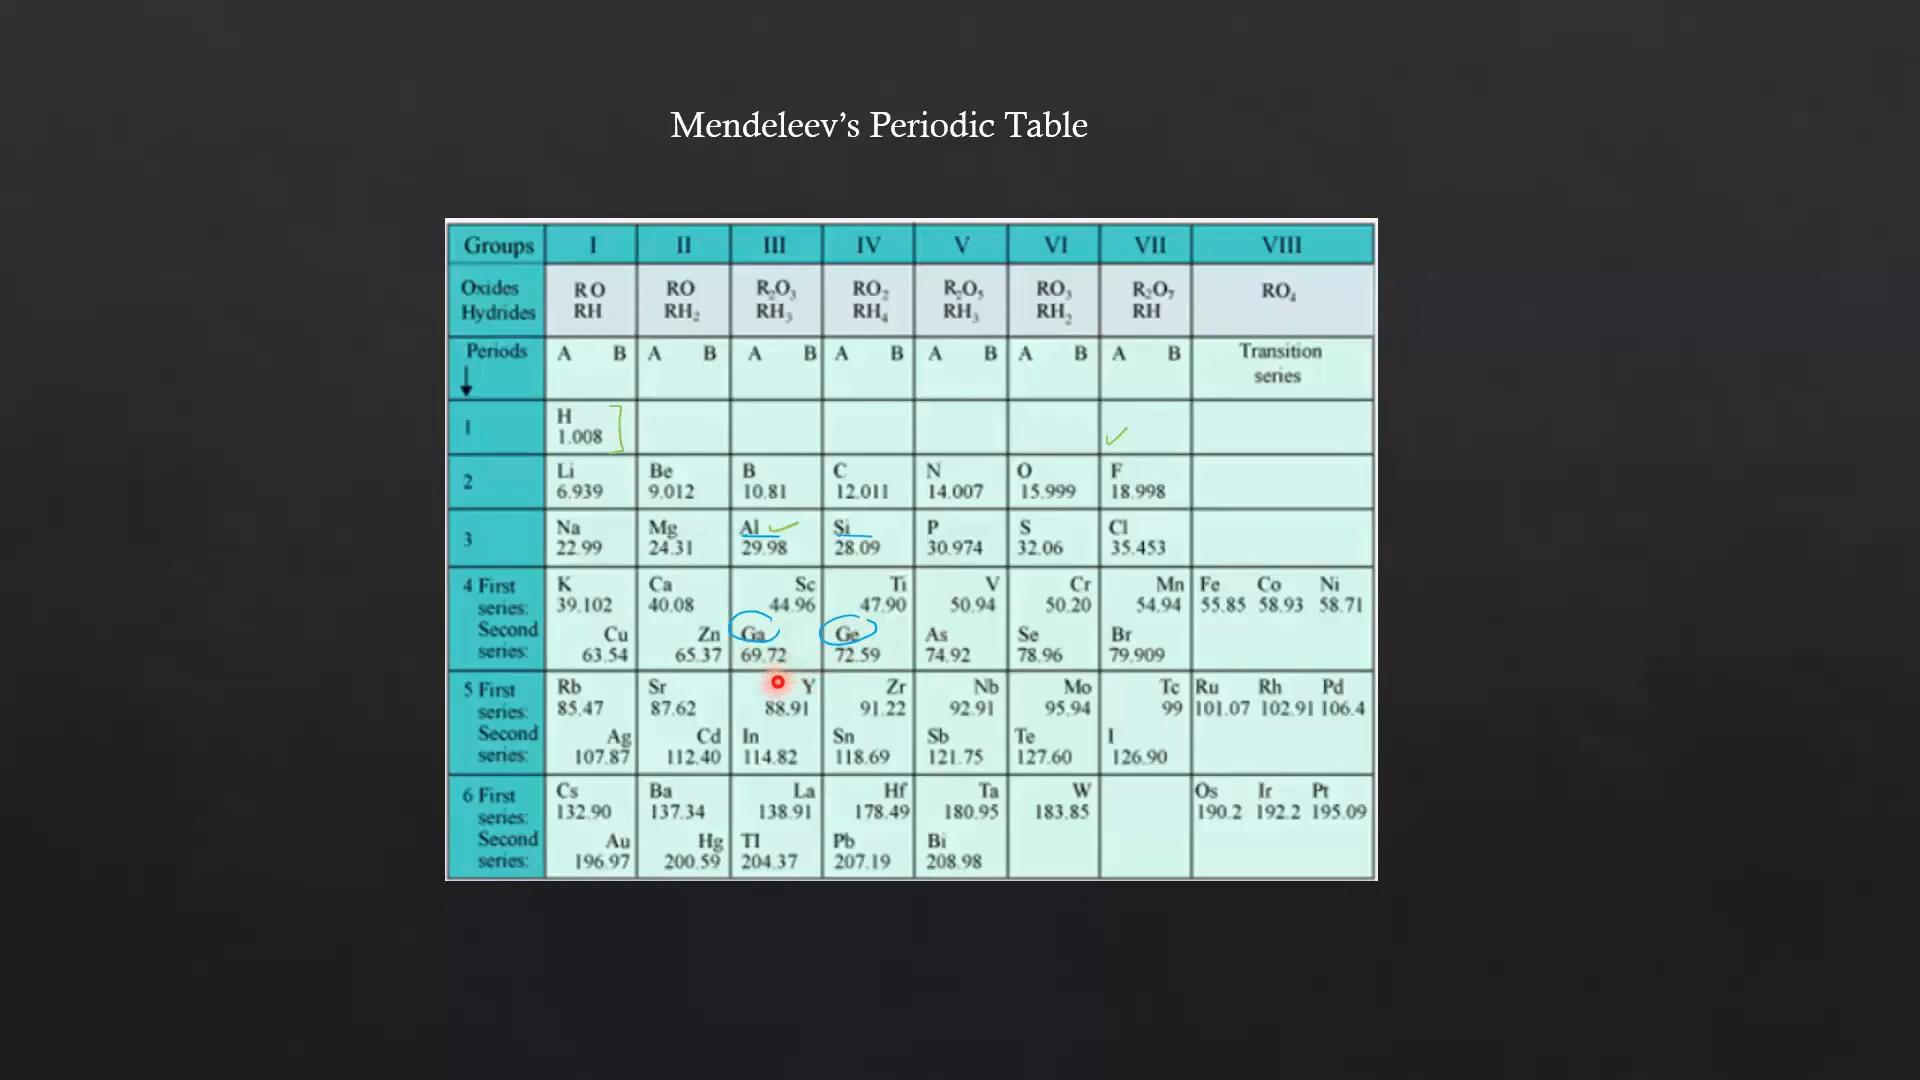 Mendeleev’s Periodic Table
Groups I II III IV V VI VII VIII
Oxides RO RO R₂O₃ RO₂ R₂O₅ RO₃ R₂O₇ RO₄
Hydrides RH RH₂ RH₃ RH₄ RH₃ RH₂ RH
Periods A B A B A B A B A B A B A B Transition
series
1 H
1.008
2 Li Be B C N O F
6.939 9.012 10.81 12.011 14.007 15.999 18.998
3 Na Mg Al Si P S Cl
22.99 24.31 29.98 28.09 30.974 32.06 35.453
4 First K Ca Sc Ti V Cr Mn Fe Co Ni
series: 39.102 40.08 44.96 47.90 50.94 50.20 54.94 55.85 58.93 58.71
Second Cu Zn Ga Ge As Se Br
series: 63.54 65.37 69.72 72.59 74.92 78.96 79.909
5 First Rb Sr Y Zr Nb Mo Tc Ru Rh Pd
series: 85.47 87.62 88.91 91.22 92.91 95.94 99 101.07 102.91 106.4
Second Ag Cd In Sn Sb Te I
series: 107.87 112.40 114.82 118.69 121.75 127.60 126.90
6 First Cs Ba La Hf Ta W Os Ir Pt
series: 132.90 137.34 138.91 178.49 180.95 183.85 190.2 192.2 195.09
Second Au Hg Tl Pb Bi
series: 196.97 200.59 204.37 207.19 208.98